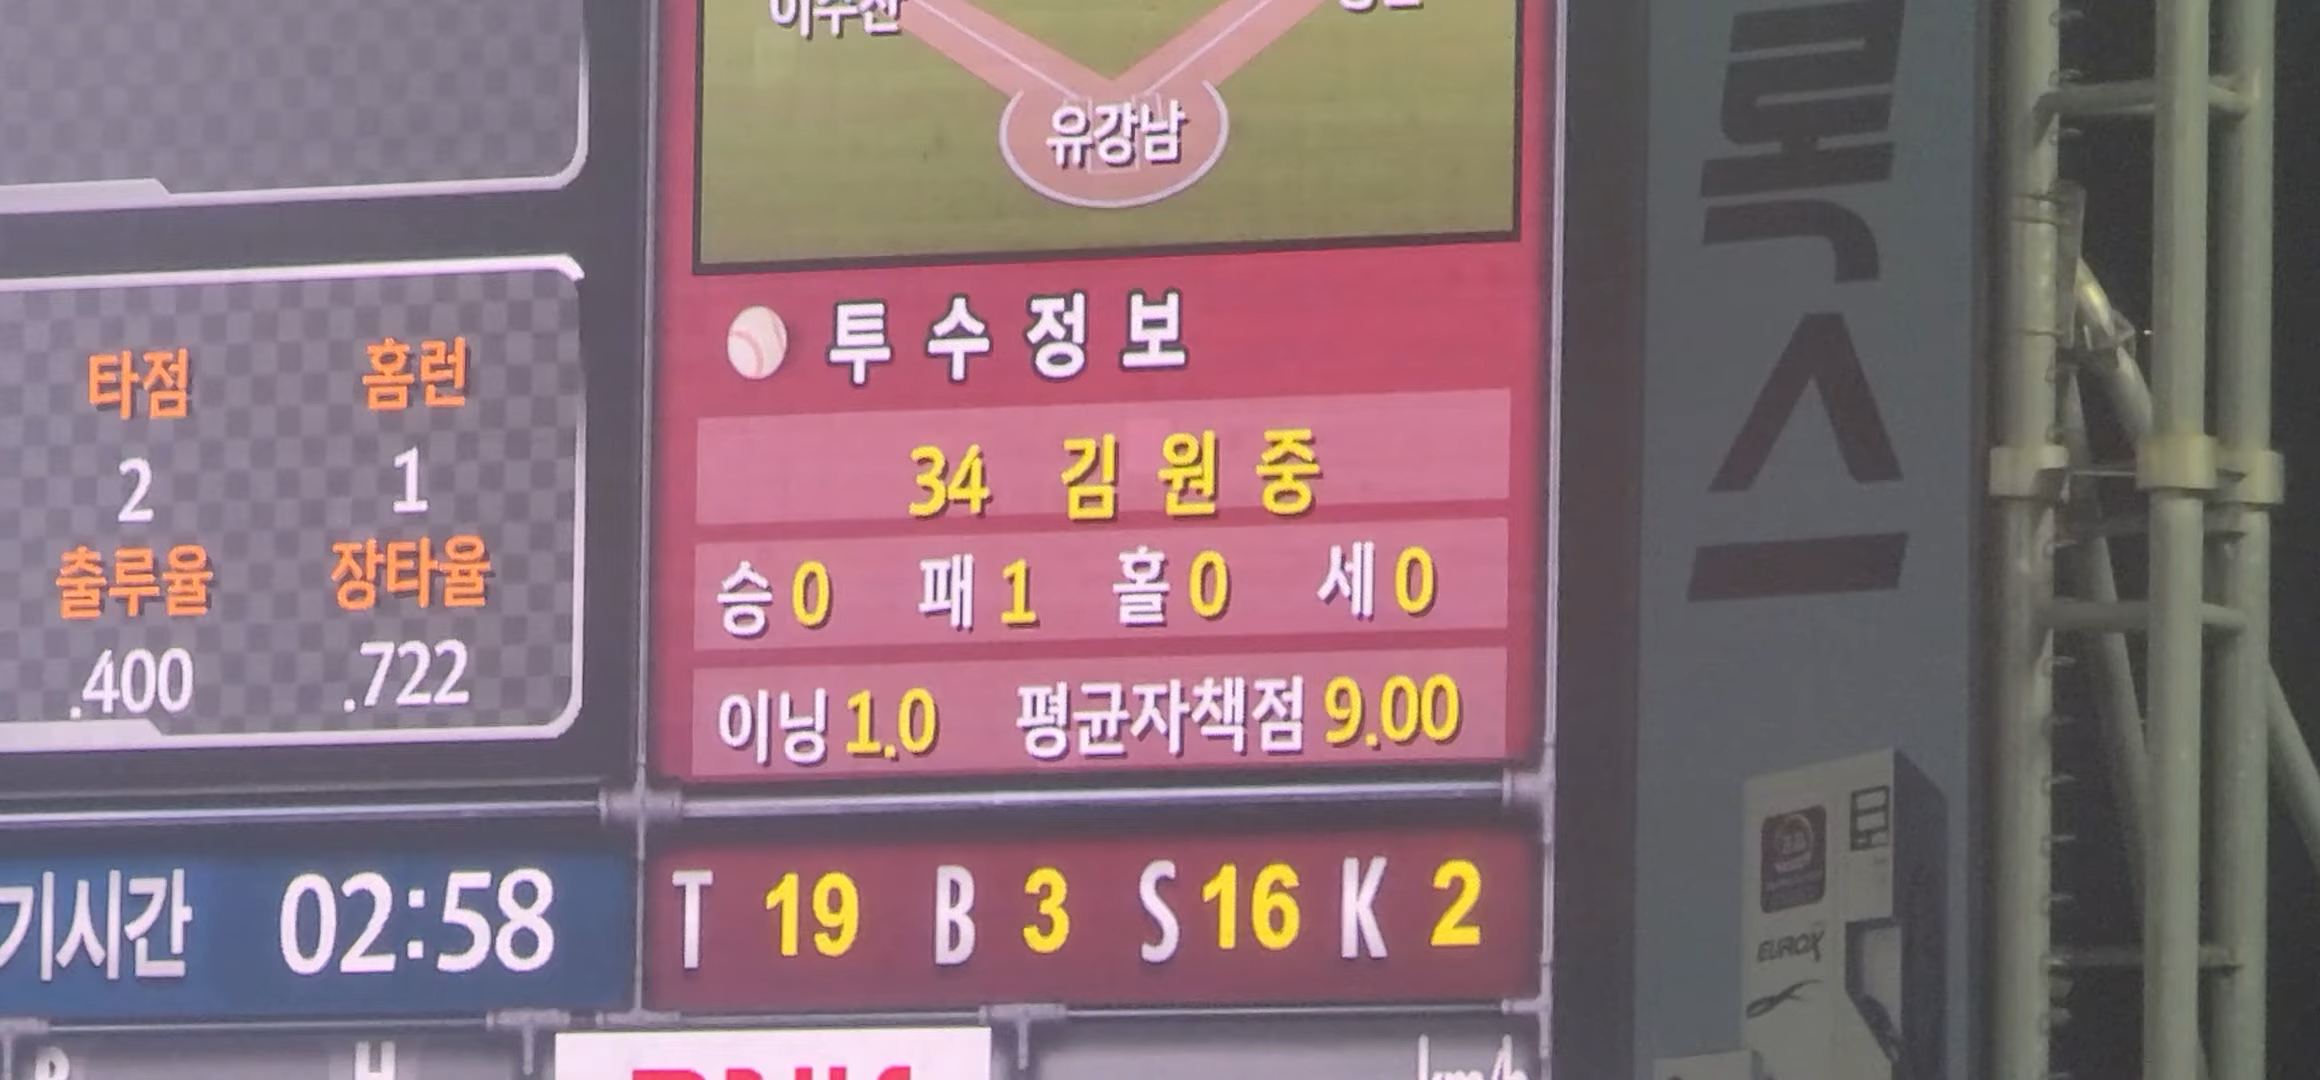 유강남
투수정보
34 김원중
승 0 패 1 홀 0 세 0
이닝 1.0 평균자책점 9.00
타점 홈런
2 1
출루율 장타율
.400 .722
기시간 02:58
T 19 B 3 S 16 K 2
EUROX
km/h